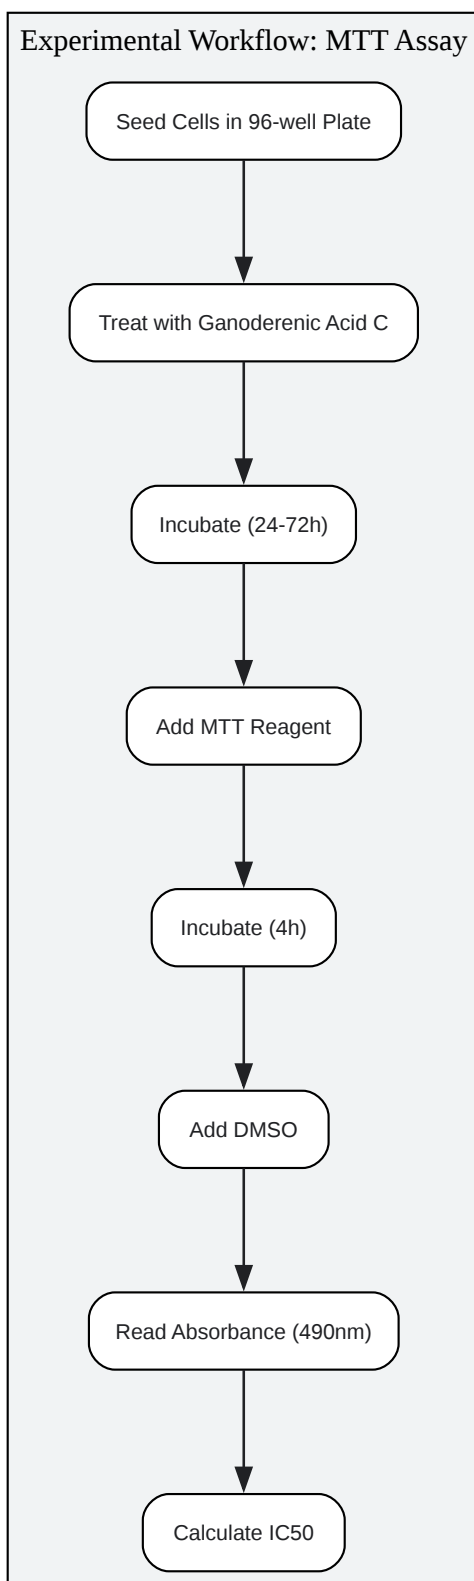 Experimental Workflow: MTT Assay
Seed Cells in 96-well Plate
Treat with Ganoderenic Acid C
Incubate (24-72h)
Add MTT Reagent
Incubate (4h)
Add DMSO
Read Absorbance (490nm)
Calculate IC50